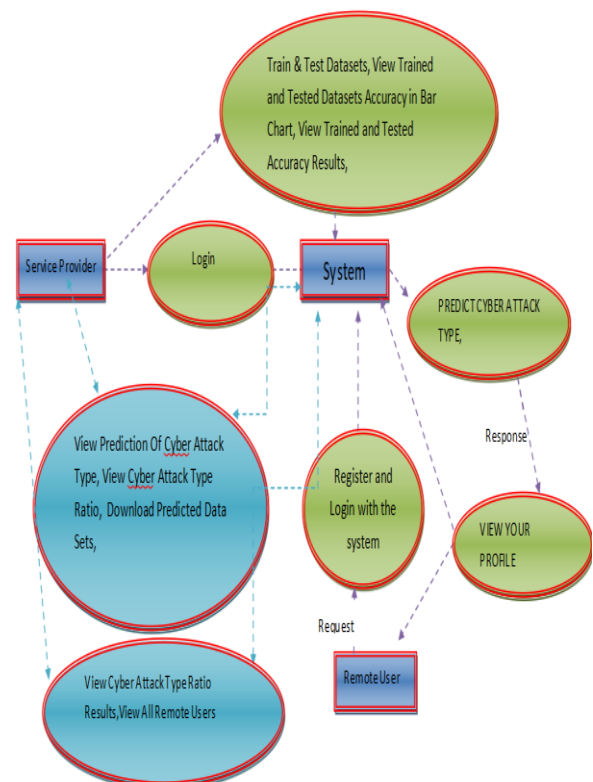 Train & Test Datasets, View Trained
and Tested Datasets Accuracy in Bar
Chart, View Trained and Tested
Accuracy Results,
Service Provider
Login
System
PREDICT CYBER ATTACK
TYPE,
Response
View Prediction Of Cyber Attack
Type, View Cyber Attack Type
Ratio, Download Predicted Data
Sets,
Register and
Login with the
system
VIEW YOUR
PROFILE
Request
Remote User
View Cyber Attack Type Ratio
Results,View All Remote Users